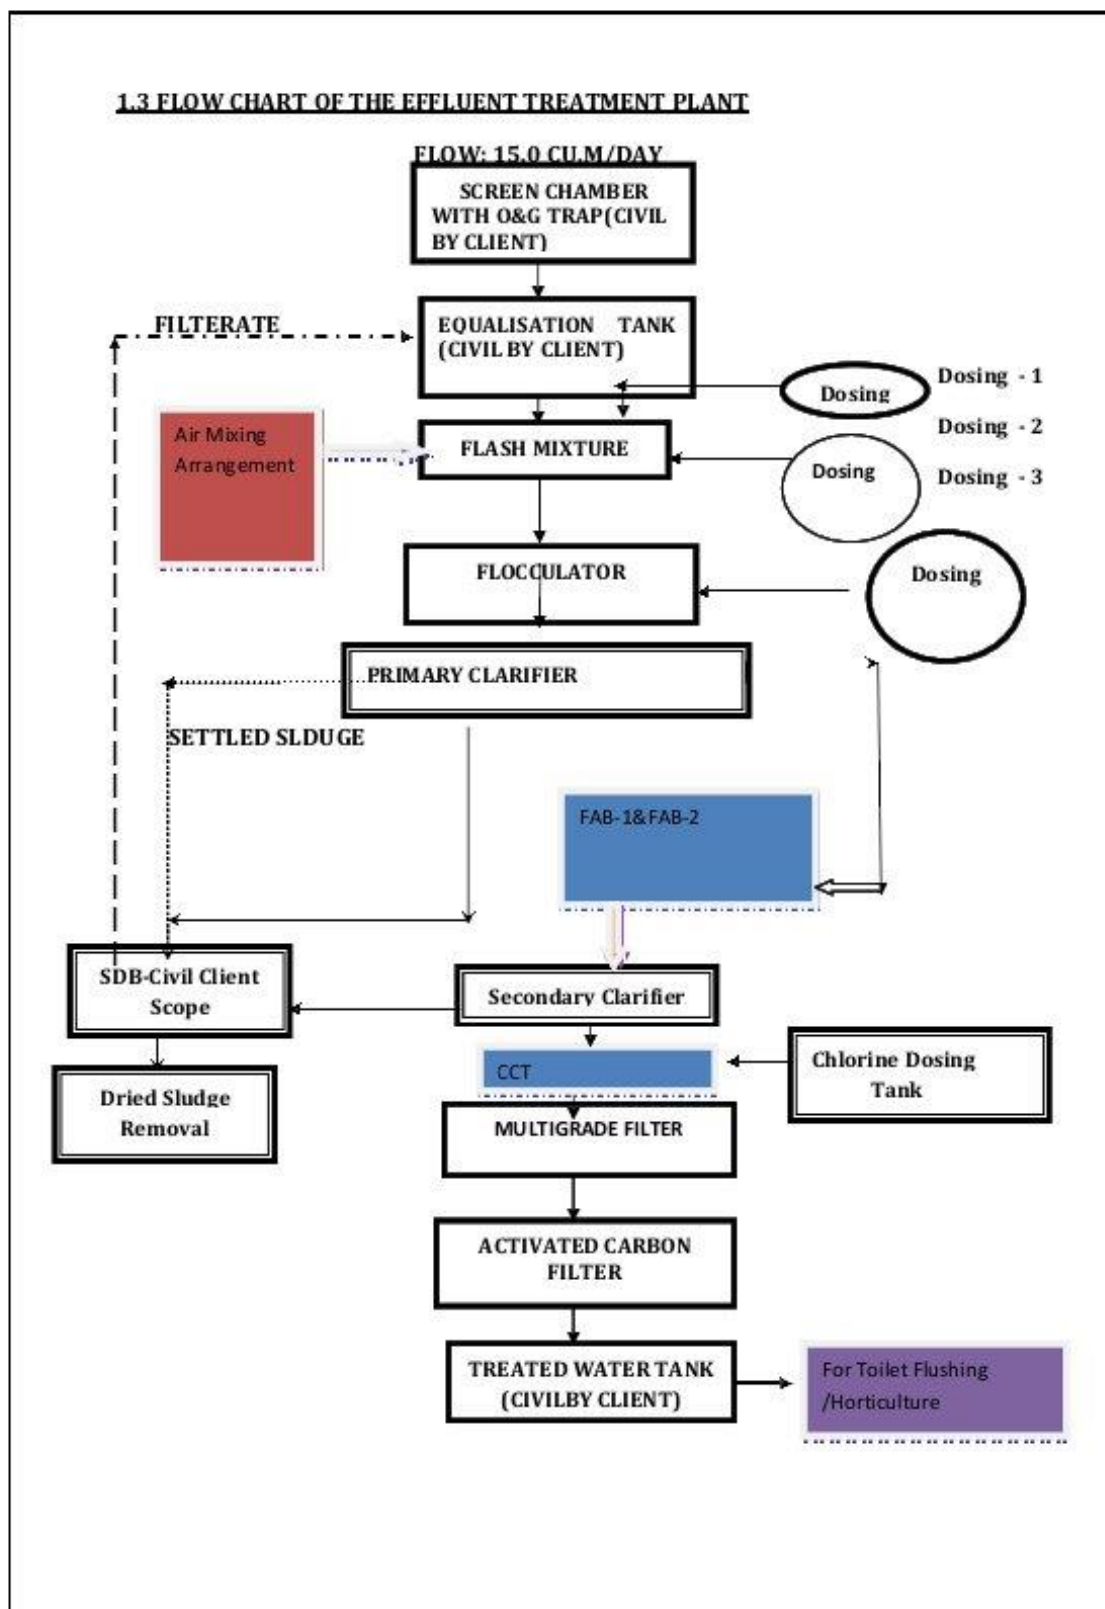 1.3 FLOW CHART OF THE EFFLUENT TREATMENT PLANT
FLOW: 15.0 CU.M/DAY
SCREEN CHAMBER
WITH O&G TRAP(CIVIL
BY CLIENT)
FILTERATE
EQUALISATION TANK
(CIVIL BY CLIENT)
Dosing
Dosing - 1
Dosing - 2
Dosing - 3
Air Mixing
Arrangement
FLASH MIXTURE
Dosing
FLOCCULATOR
Dosing
PRIMARY CLARIFIER
SETTLED SLDUGE
FAB-1&FAB-2
SDB-Civil Client
Scope
Secondary Clarifier
CCT
Chlorine Dosing
Tank
Dried Sludge
Removal
MULTIGRADE FILTER
ACTIVATED CARBON
FILTER
TREATED WATER TANK
(CIVILBY CLIENT)
For Toilet Flushing
/Horticulture